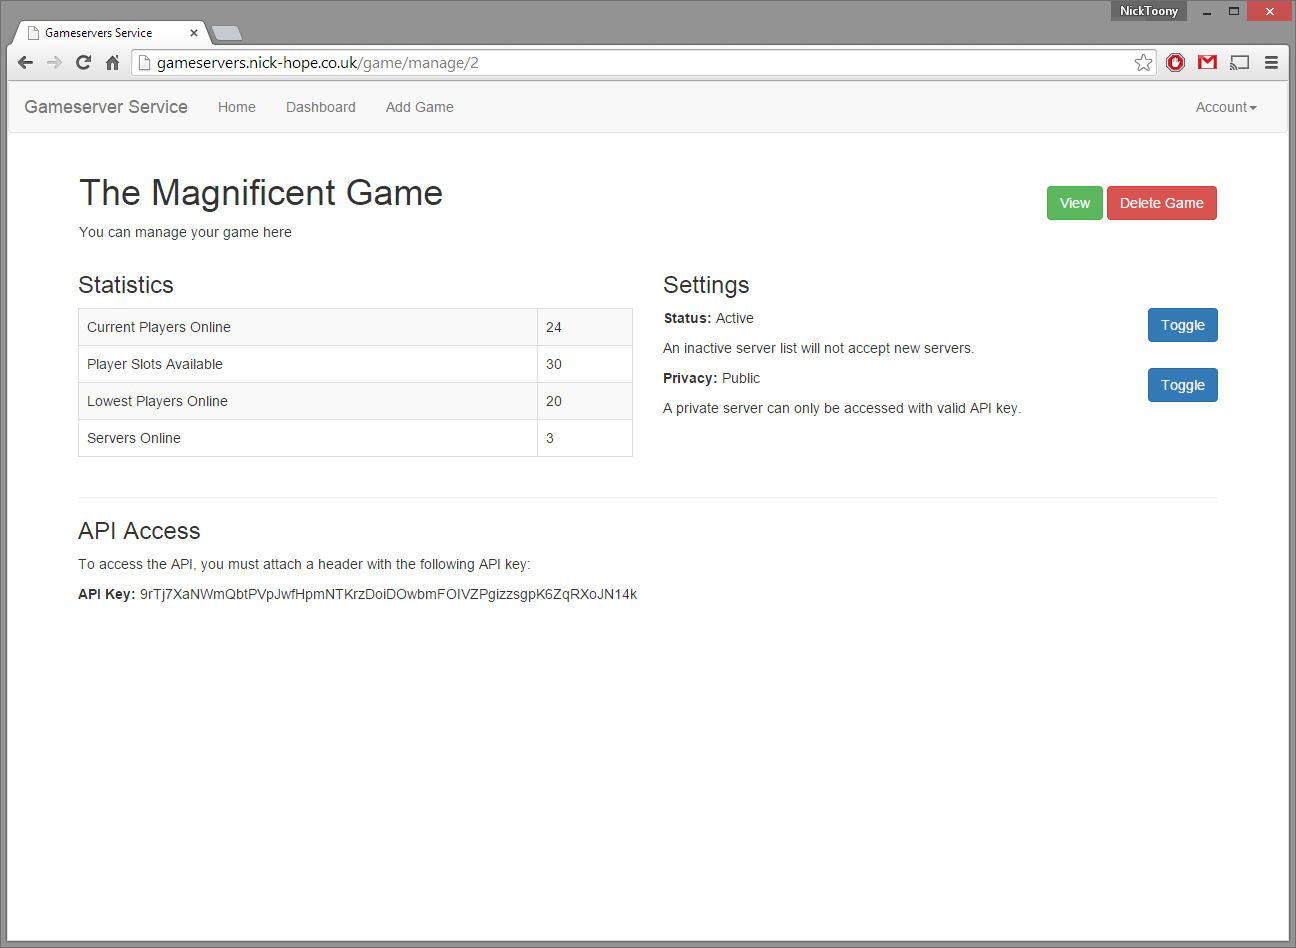 NickToony
Gameservers Service
gameservers.nick-hope.co.uk/game/manage/2
Gameserver Service Home Dashboard Add Game Account
The Magnificent Game
View Delete Game
You can manage your game here
Statistics
Current Players Online 24
Player Slots Available 30
Lowest Players Online 20
Servers Online 3
Settings
Status: Active Toggle
An inactive server list will not accept new servers.
Privacy: Public Toggle
A private server can only be accessed with valid API key.
API Access
To access the API, you must attach a header with the following API key:
API Key: 9rTj7XaNWmQbtPVpJwfHpmNTKrzDoiDOwbmFOIVZPgizzsgpK6ZqRXoJN14k